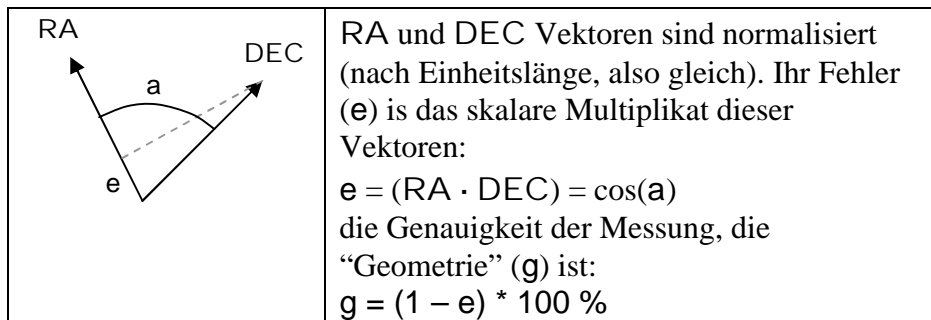 RA
DEC
a
e
RA und DEC Vektoren sind normalisiert
(nach Einheitslänge, also gleich). Ihr Fehler
(e) is das skalare Multiplikat dieser
Vektoren:
e = (RA · DEC) = cos(a)
die Genauigkeit der Messung, die
“Geometrie” (g) ist:
g = (1 – e) * 100 %